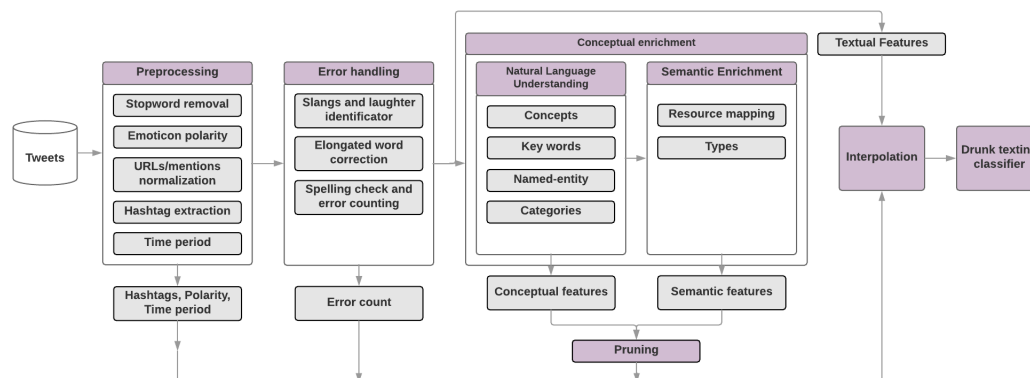 Tweets
Preprocessing
Stopword removal
Emoticon polarity
URLs/mentions
normalization
Hashtag extraction
Time period
Hashtags, Polarity,
Time period
Error handling
Slangs and laughter
identificator
Elongated word
correction
Spelling check and
error counting
Error count
Conceptual enrichment
Natural Language
Understanding
Concepts
Key words
Named-entity
Categories
Semantic Enrichment
Resource mapping
Types
Conceptual features
Semantic features
Pruning
Textual Features
Interpolation
Drunk textin
classifier